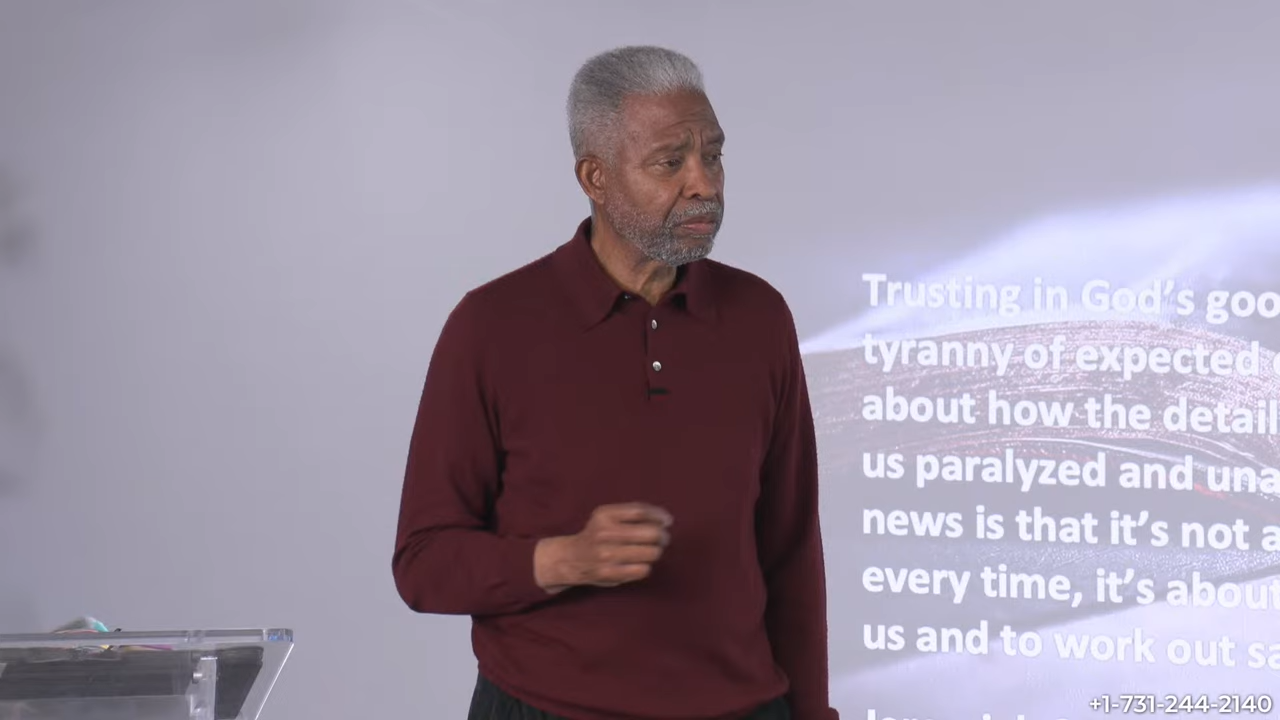 Trusting in God’s goo
tyranny of expected
about how the detail
us paralyzed and una
news is that it’s not a
every time, it’s about
us and to work out sa
+1-731-244-2140